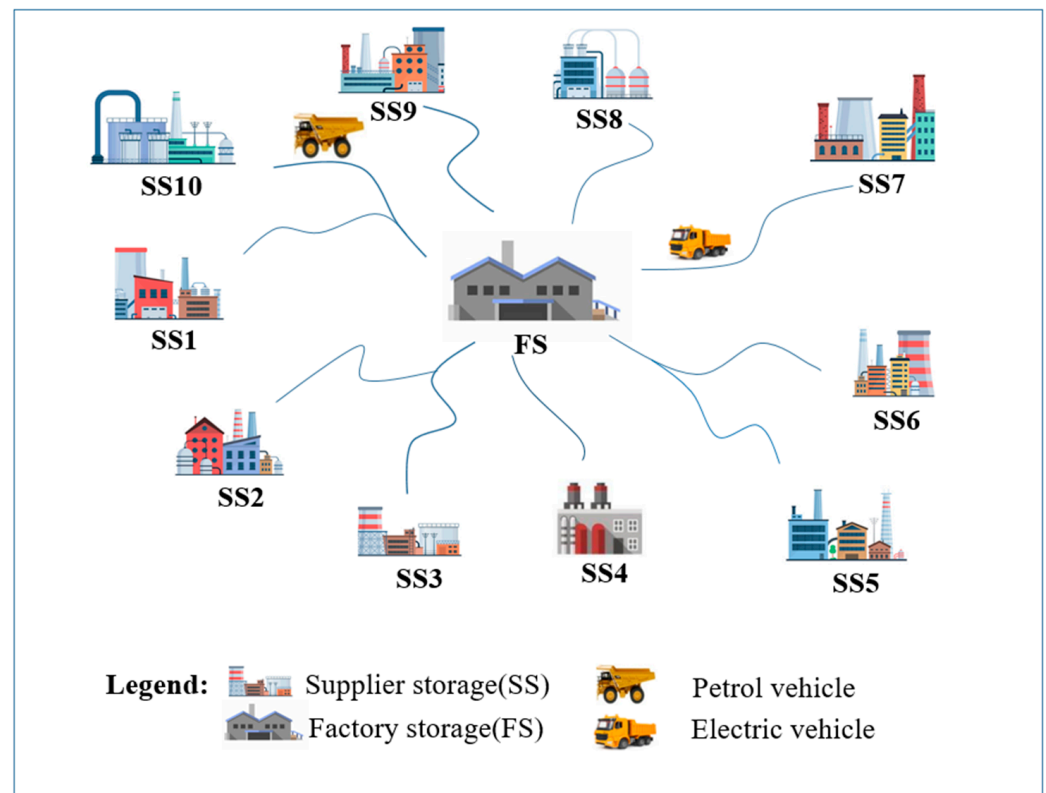 SS9
SS8
SS10
SS7
SS1
FS
SS6
SS2
SS3
SS4
SS5
Legend:
Supplier storage(SS)
Petrol vehicle
Factory storage(FS)
Electric vehicle